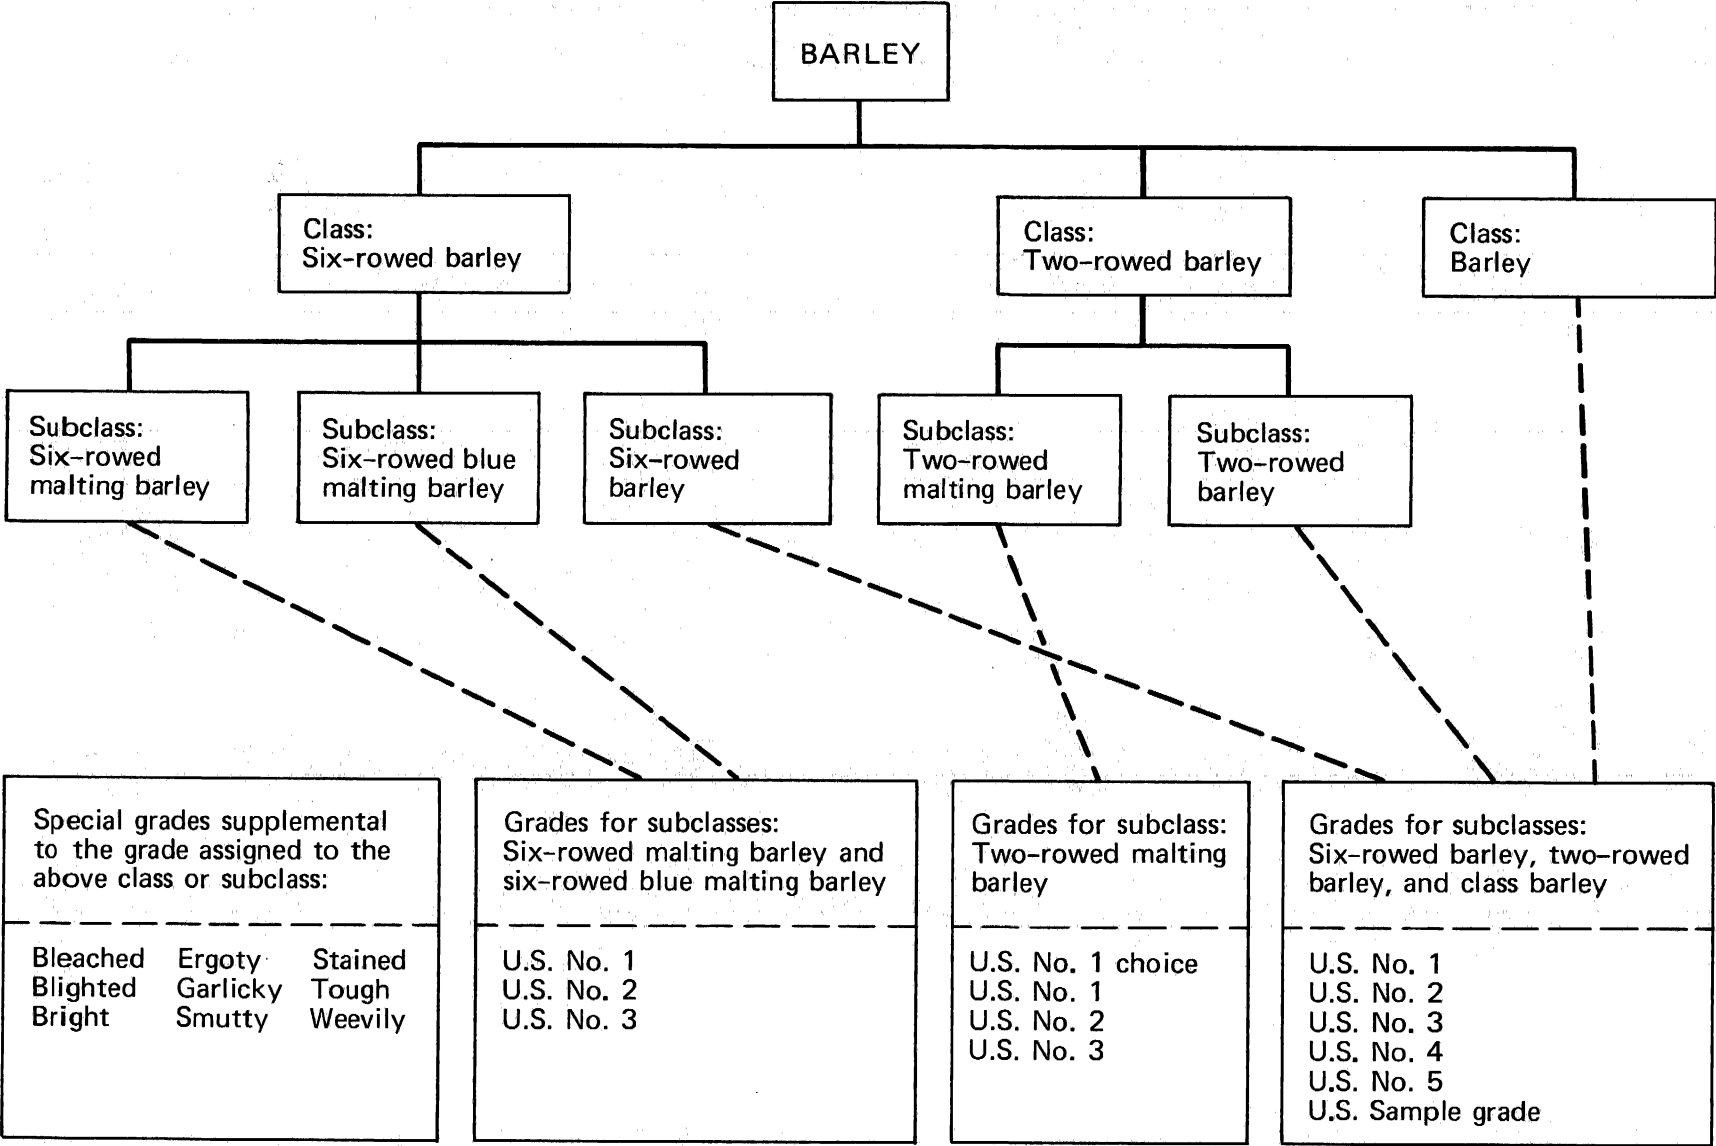 BARLEY
Class:
Six-rowed barley
Class:
Two-rowed barley
Class:
Barley
Subclass:
Six-rowed
malting barley
Subclass:
Six-rowed blue
malting barley
Subclass:
Six-rowed
barley
Subclass:
Two-rowed
malting barley
Subclass:
Two-rowed
barley
Special grades supplemental
to the grade assigned to the
above class or subclass:
Bleached Ergoty Stained
Blighted Garlicky Tough
Bright Smutty Weevily
Grades for subclasses:
Six-rowed malting barley and
six-rowed blue malting barley
U.S. No. 1
U.S. No. 2
U.S. No. 3
Grades for subclass:
Two-rowed malting
barley
U.S. No. 1 choice
U.S. No. 1
U.S. No. 2
U.S. No. 3
Grades for subclasses:
Six-rowed barley, two-rowed
barley, and class barley
U.S. No. 1
U.S. No. 2
U.S. No. 3
U.S. No. 4
U.S. No. 5
U.S. Sample grade